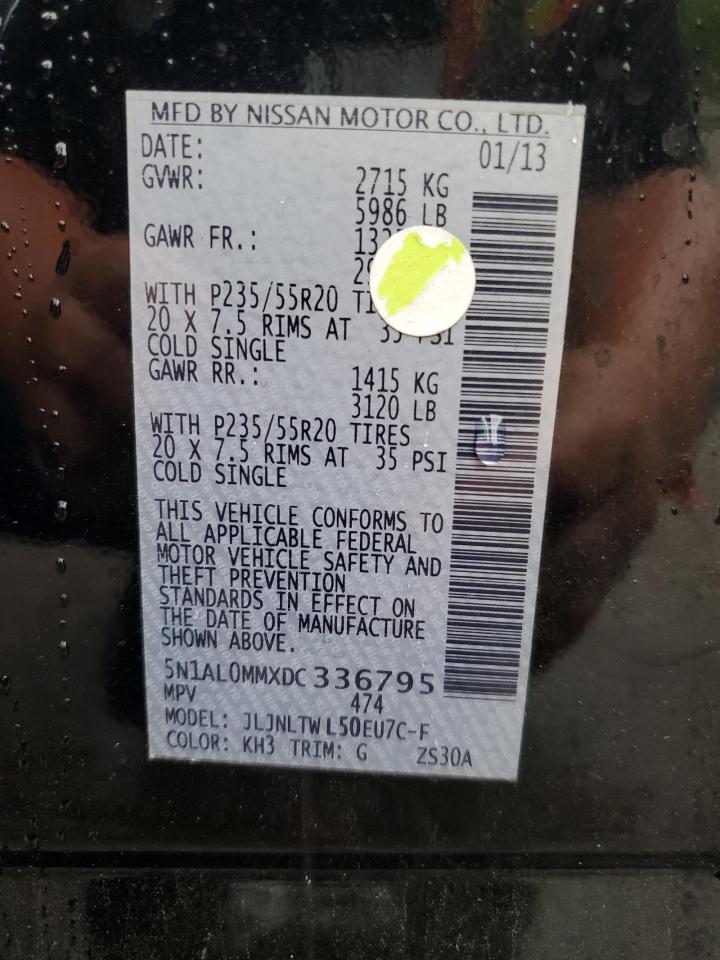 MFD BY NISSAN MOTOR CO., LTD.
DATE: 01/13
GVWR: 2715 KG
5986 LB
GAWR FR.:
WITH P235/55R20
20 X 7.5 RIMS AT 35 PSI
COLD SINGLE
GAWR RR.: 1415 KG
3120 LB
WITH P235/55R20 TIRES
20 X 7.5 RIMS AT 35 PSI
COLD SINGLE
THIS VEHICLE CONFORMS TO
ALL APPLICABLE FEDERAL
MOTOR VEHICLE SAFETY AND
THEFT PREVENTION
STANDARDS IN EFFECT ON
THE DATE OF MANUFACTURE
SHOWN ABOVE.
5N1AL0MMXDC336795
MPV 474
MODEL: JLJNLTWL50EU7C-F
COLOR: KH3 TRIM: G ZS30A